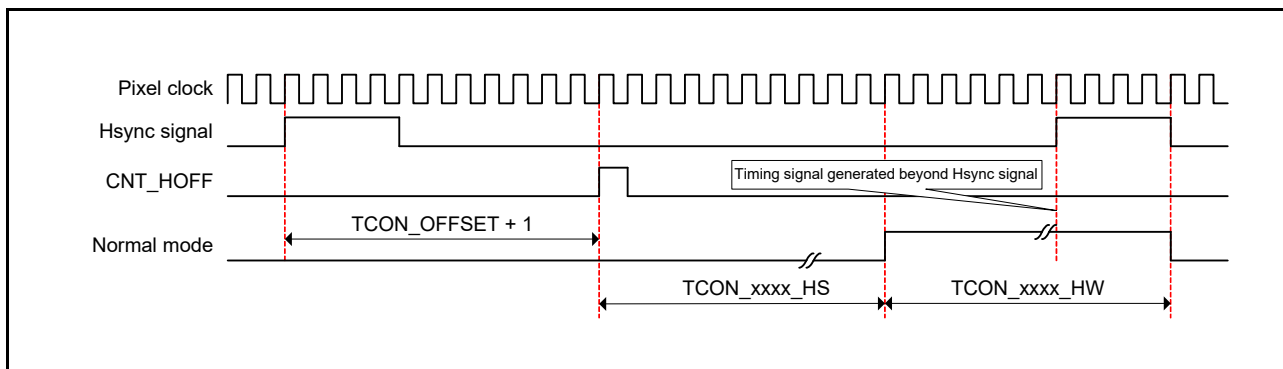 Pixel clock
Hsync signal
CNT_HOFF
Timing signal generated beyond Hsync signal
TCON_OFFSET + 1
Normal mode
TCON_xxxx_HS
TCON_xxxx_HW